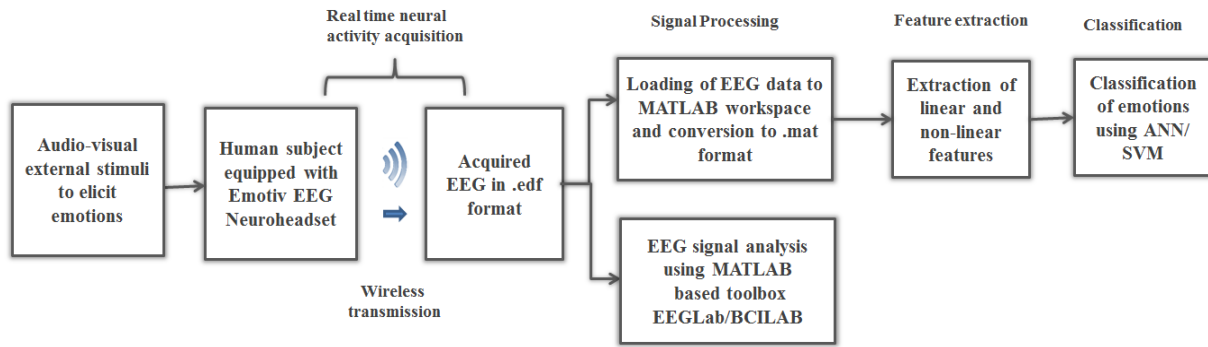 Real time neural
activity acquisition
Signal Processing
Feature extraction
Classification
Audio-visual
external stimuli
to elicit
emotions
Human subject
equipped with
Emotiv EEG
Neuroheadset
Wireless
transmission
Acquired
EEG in .edf
format
Loading of EEG data to
MATLAB workspace
and conversion to .mat
format
EEG signal analysis
using MATLAB
based toolbox
EEGLab/BCILAB
Extraction of
linear and
non-linear
features
Classification
of emotions
using ANN/
SVM